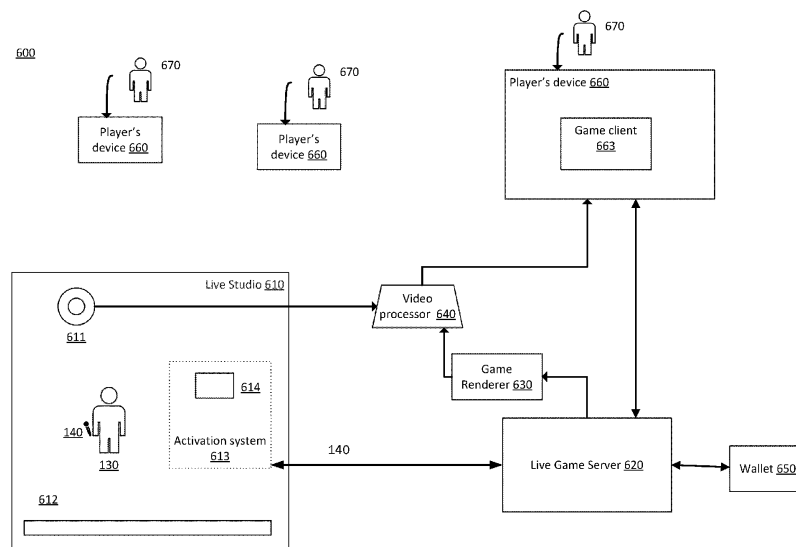 600
670
670
670
Player's
device 660
Player's
device 660
Player's device 660
Game client
663
Live Studio 610
611
Video
processor 640
614
Game
Renderer 630
140
130
Activation system
613
140
Live Game Server 620
Wallet 650
612